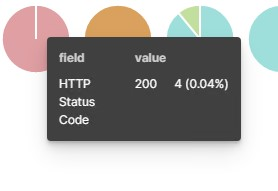 field value
HTTP 200 4 (0.04%)
Status
Code